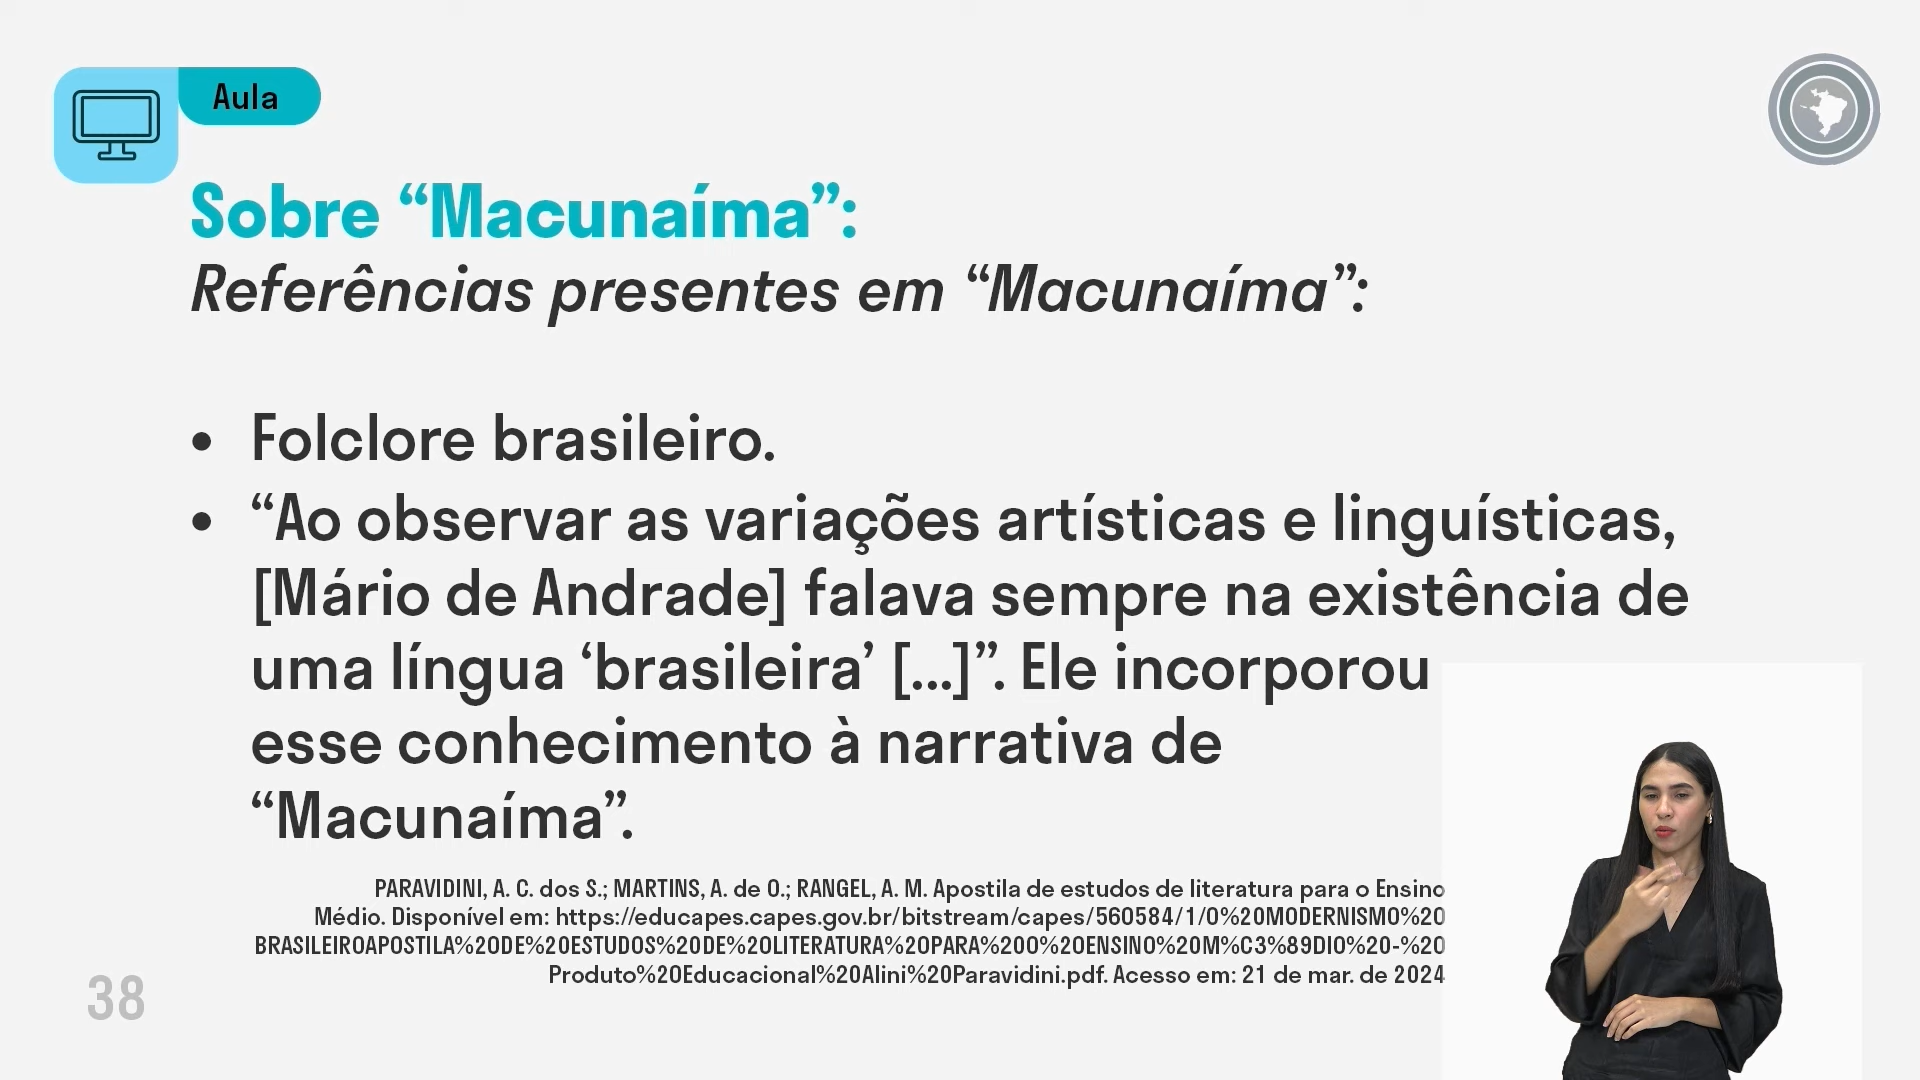 Aula
Sobre “Macunaíma”:
Referências presentes em “Macunaíma”:
• Folclore brasileiro.
• “Ao observar as variações artísticas e linguísticas,
[Mário de Andrade] falava sempre na existência de
uma língua ‘brasileira’ [...]”. Ele incorporou
esse conhecimento à narrativa de
“Macunaíma”.
PARAVIDINI, A. C. dos S.; MARTINS, A. de O.; RANGEL, A. M. Apostila de estudos de literatura para o Ensino
Médio. Disponível em: https://educapes.capes.gov.br/bitstream/capes/560584/1/0%20MODERNISMO%20
BRASILEIROAPOSTILA%20DE%20ESTUDOS%20DE%20LITERATURA%20PARA%20O%20ENSINO%20M%C3%89DIO%20-%20
Produto%20Educacional%20Alini%20Paravidini.pdf. Acesso em: 21 de mar. de 2024
38